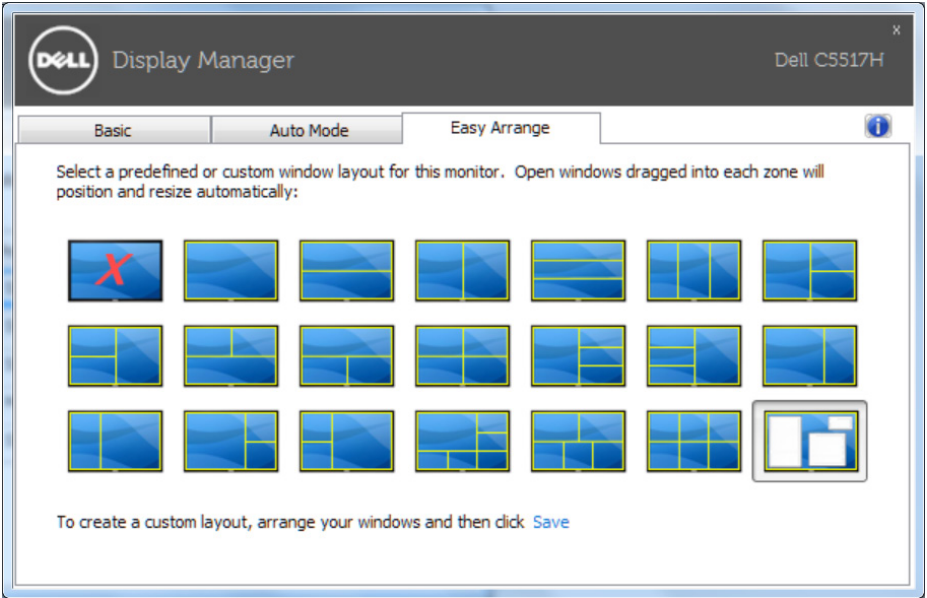 x
DELL
Display Manager
Dell C5517H
Basic
Auto Mode
Easy Arrange
i
Select a predefined or custom window layout for this monitor. Open windows dragged into each zone will
position and resize automatically:
X
To create a custom layout, arrange your windows and then click Save